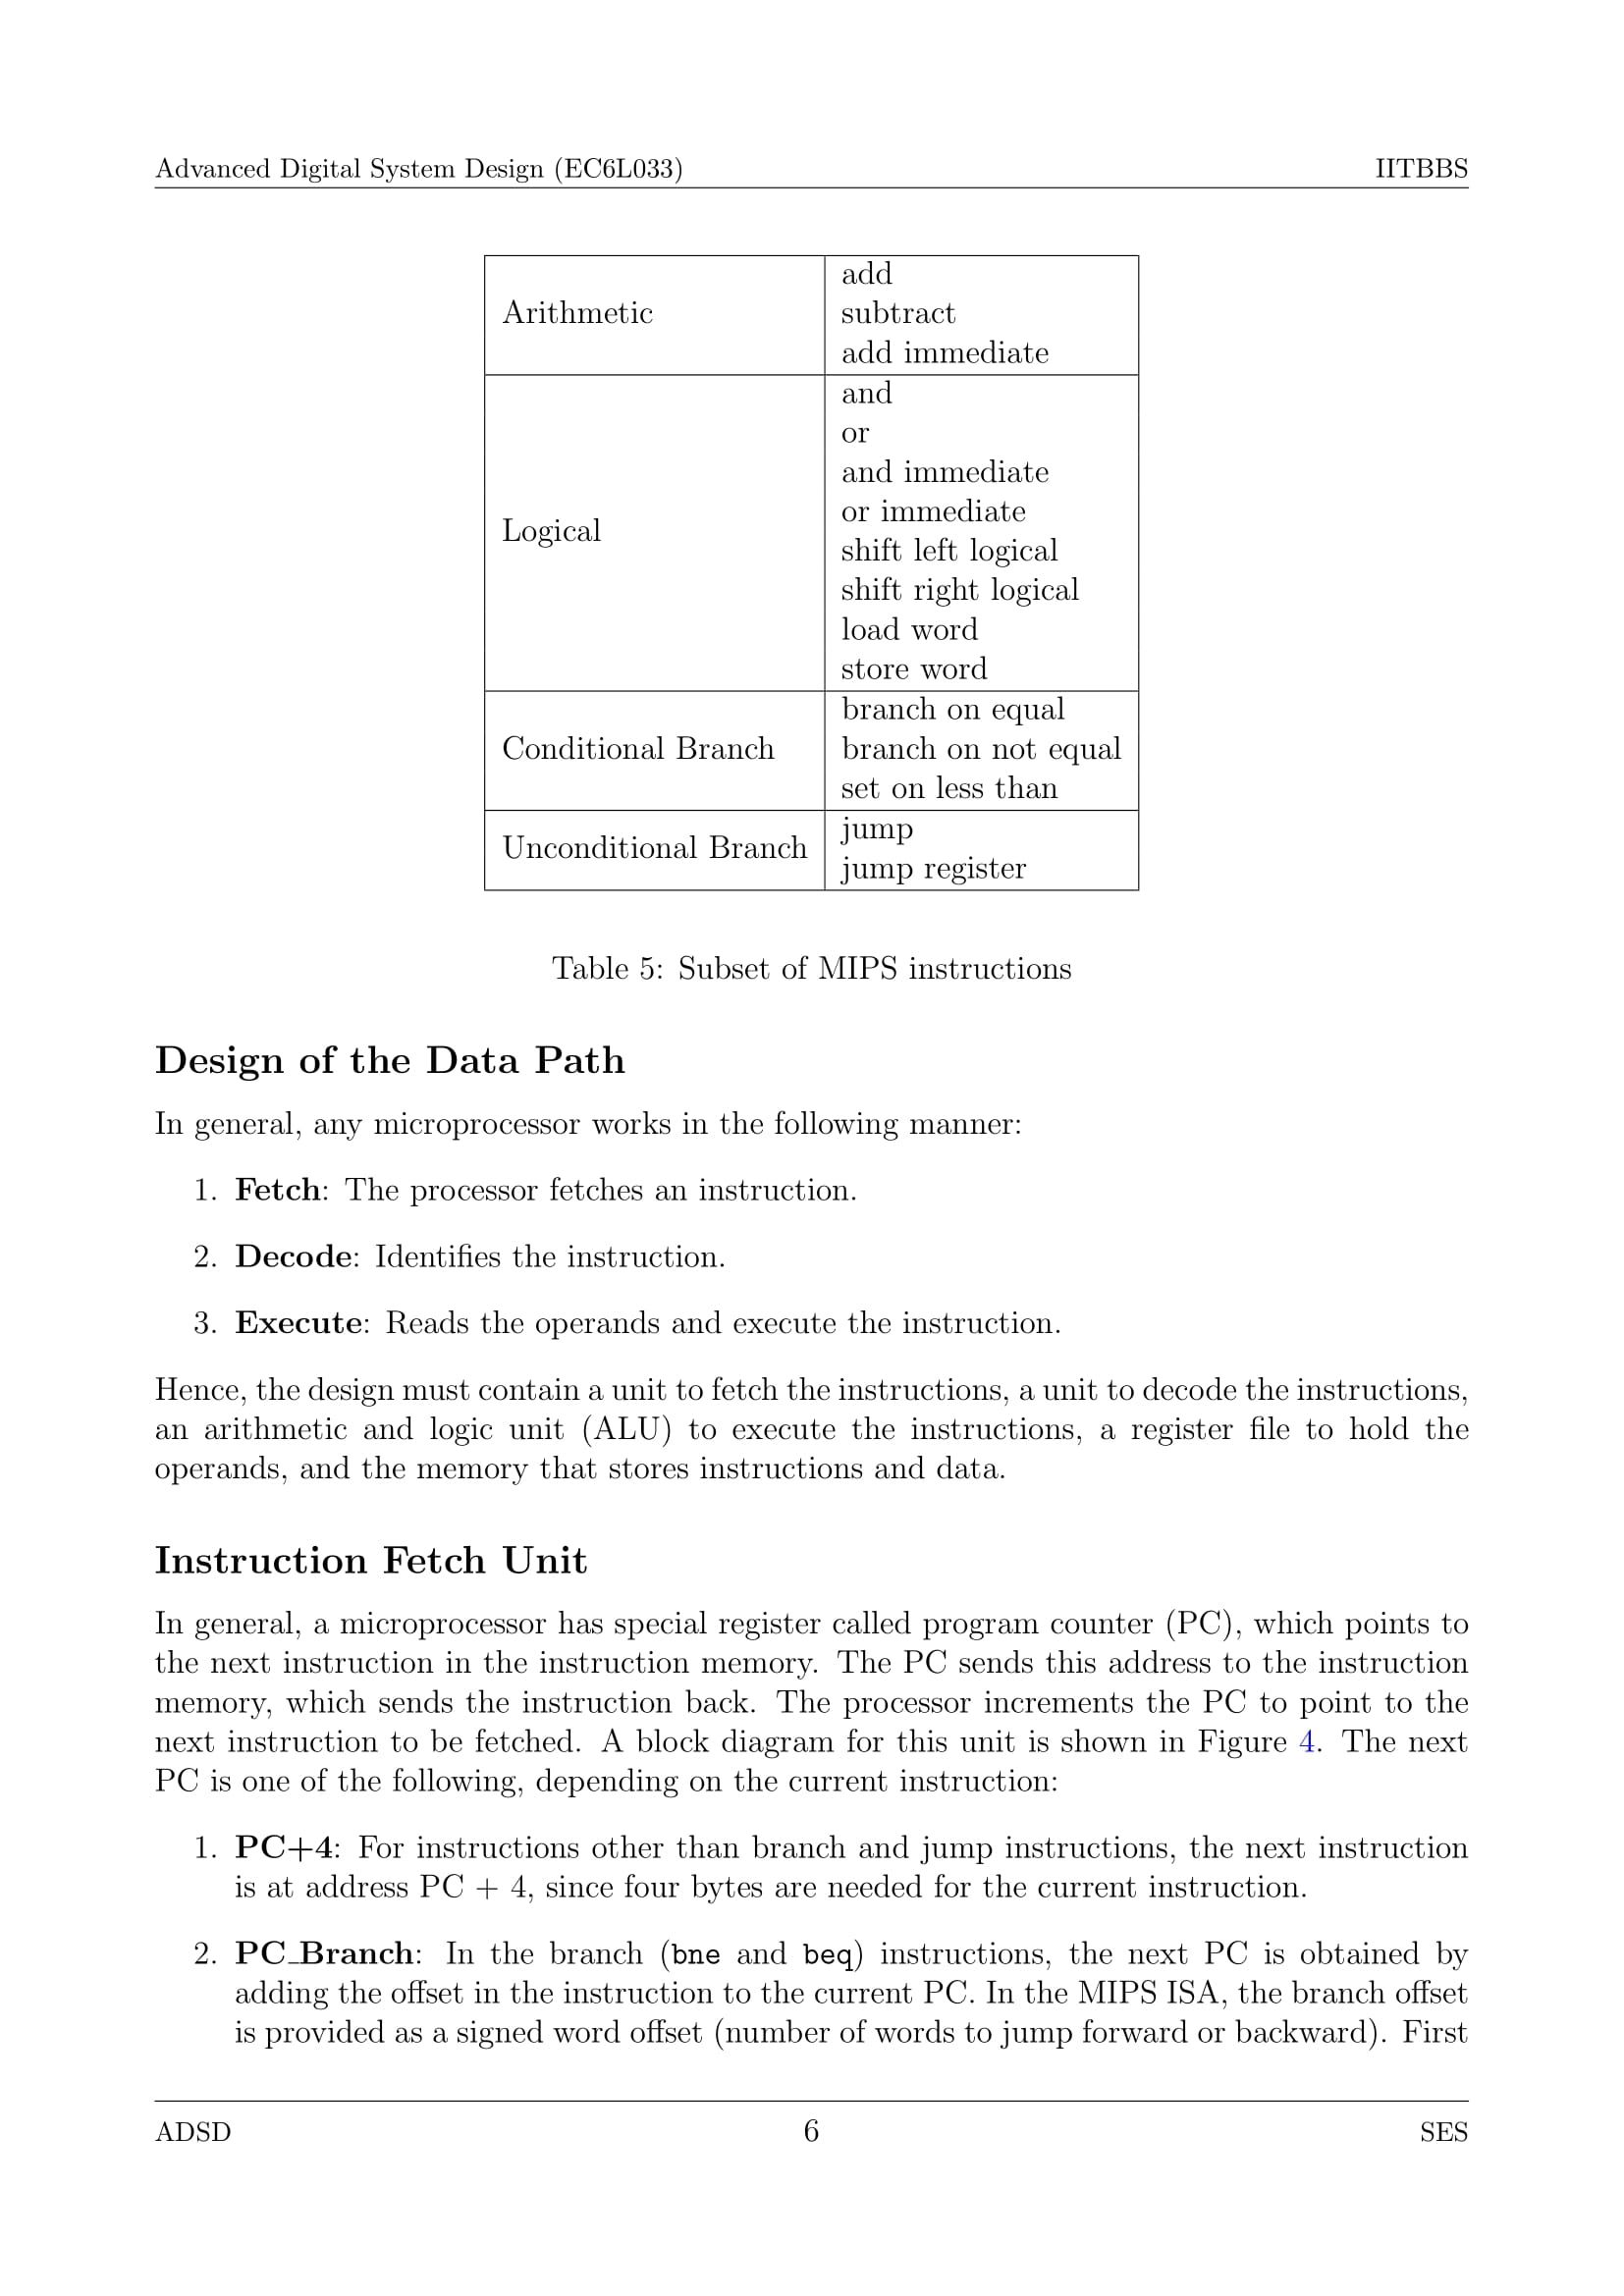 Advanced Digital System Design (EC6L033) IITBBS
Arithmetic
add
subtract
add immediate
Logical
and
or
and immediate
or immediate
shift left logical
shift right logical
load word
store word
Conditional Branch
branch on equal
branch on not equal
set on less than
Unconditional Branch
jump
jump register
Table 5: Subset of MIPS instructions
Design of the Data Path
In general, any microprocessor works in the following manner:
1. Fetch: The processor fetches an instruction.
2. Decode: Identifies the instruction.
3. Execute: Reads the operands and execute the instruction.
Hence, the design must contain a unit to fetch the instructions, a unit to decode the instructions,
an arithmetic and logic unit (ALU) to execute the instructions, a register file to hold the
operands, and the memory that stores instructions and data.
Instruction Fetch Unit
In general, a microprocessor has special register called program counter (PC), which points to
the next instruction in the instruction memory. The PC sends this address to the instruction
memory, which sends the instruction back. The processor increments the PC to point to the
next instruction to be fetched. A block diagram for this unit is shown in Figure 4. The next
PC is one of the following, depending on the current instruction:
1. PC+4: For instructions other than branch and jump instructions, the next instruction
is at address PC + 4, since four bytes are needed for the current instruction.
2. PC_Branch: In the branch (bne and beq) instructions, the next PC is obtained by
adding the offset in the instruction to the current PC. In the MIPS ISA, the branch offset
is provided as a signed word offset (number of words to jump forward or backward). First
ADSD 6 SES